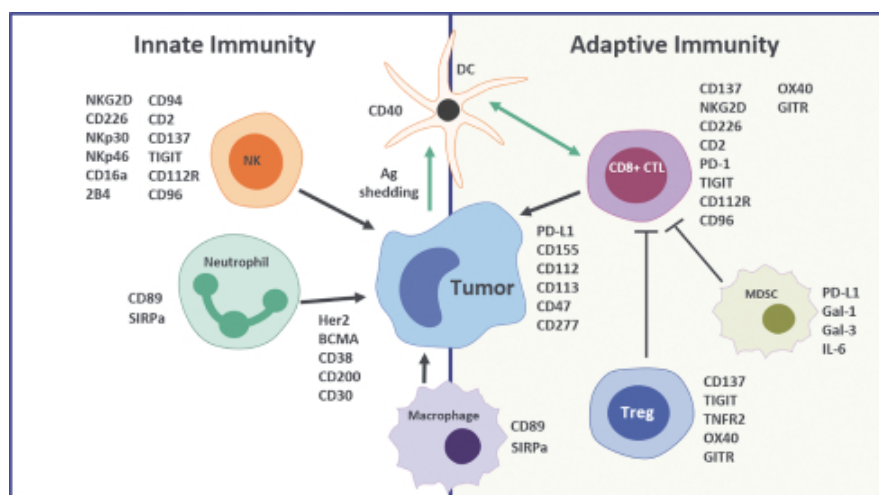 Innate Immunity
Adaptive Immunity
DC
CD40
NKG2D CD94
CD226 CD2
NKp30 CD137
NKp46 TIGIT
CD16a CD112R
2B4 CD96
NK
Ag
shedding
CD137 OX40
NKG2D GITR
CD226
CD2
PD-1
TIGIT
CD112R
CD96
CD8+ CTL
Neutrophil
CD89
SIRPa
Her2
BCMA
CD38
CD200
CD30
Tumor
PD-L1
CD155
CD112
CD113
CD47
CD277
MDSC
PD-L1
Gal-1
Gal-3
IL-6
Macrophage
CD89
SIRPa
Treg
CD137
TIGIT
TNFR2
OX40
GITR